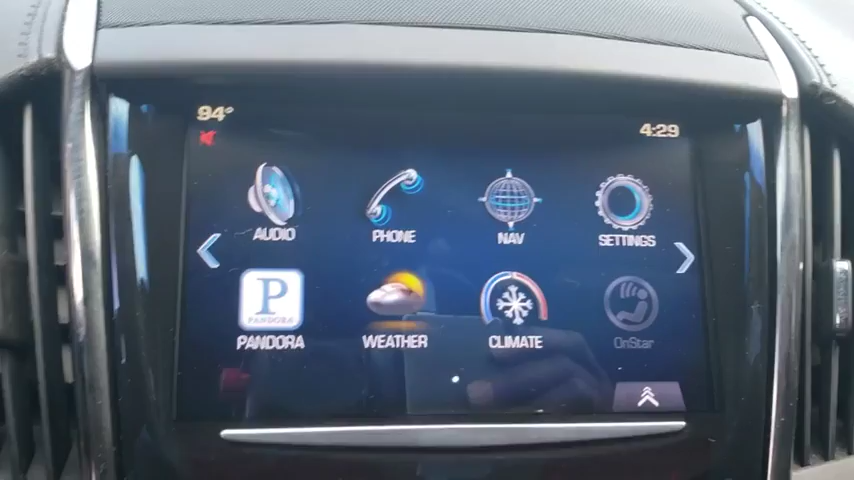 94°
4:29
AUDIO PHONE NAV SETTINGS
P
PANDORA
PANDORA WEATHER CLIMATE OnStar